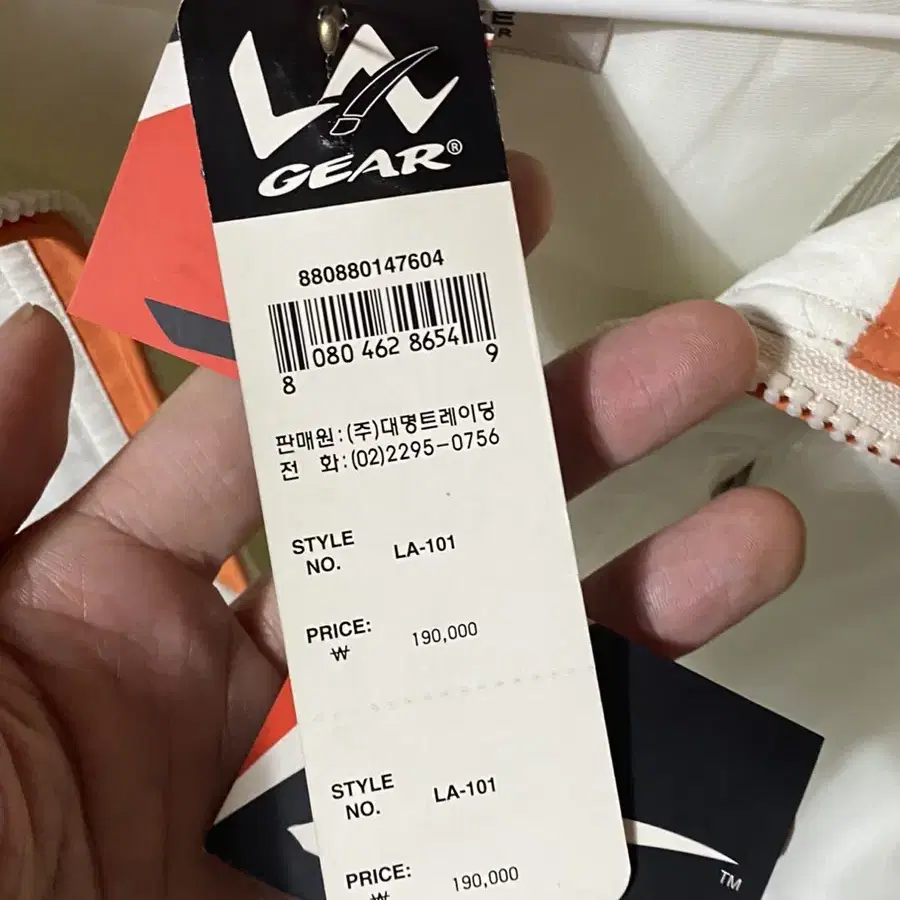 LA
GEAR®
880880147604
8 080 462 8654 9
판매원:(주)대명트레이딩
전 화:(02)2295-0756
STYLE NO. LA-101
PRICE: ₩ 190,000
STYLE NO. LA-101
PRICE: ₩ 190,000
TM